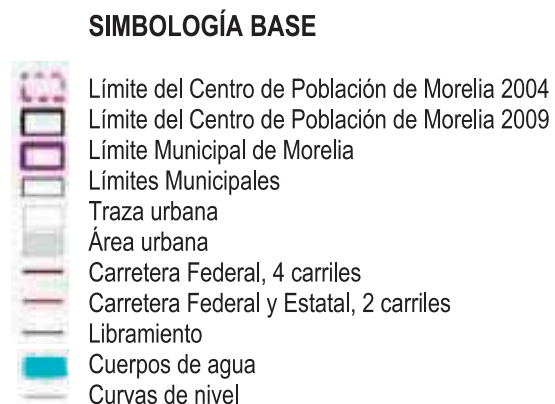 SIMBOLOGÍA BASE
Límite del Centro de Población de Morelia 2004
Límite del Centro de Población de Morelia 2009
Límite Municipal de Morelia
Límites Municipales
Traza urbana
Área urbana
Carretera Federal, 4 carriles
Carretera Federal y Estatal, 2 carriles
Libramiento
Cuerpos de agua
Curvas de nivel